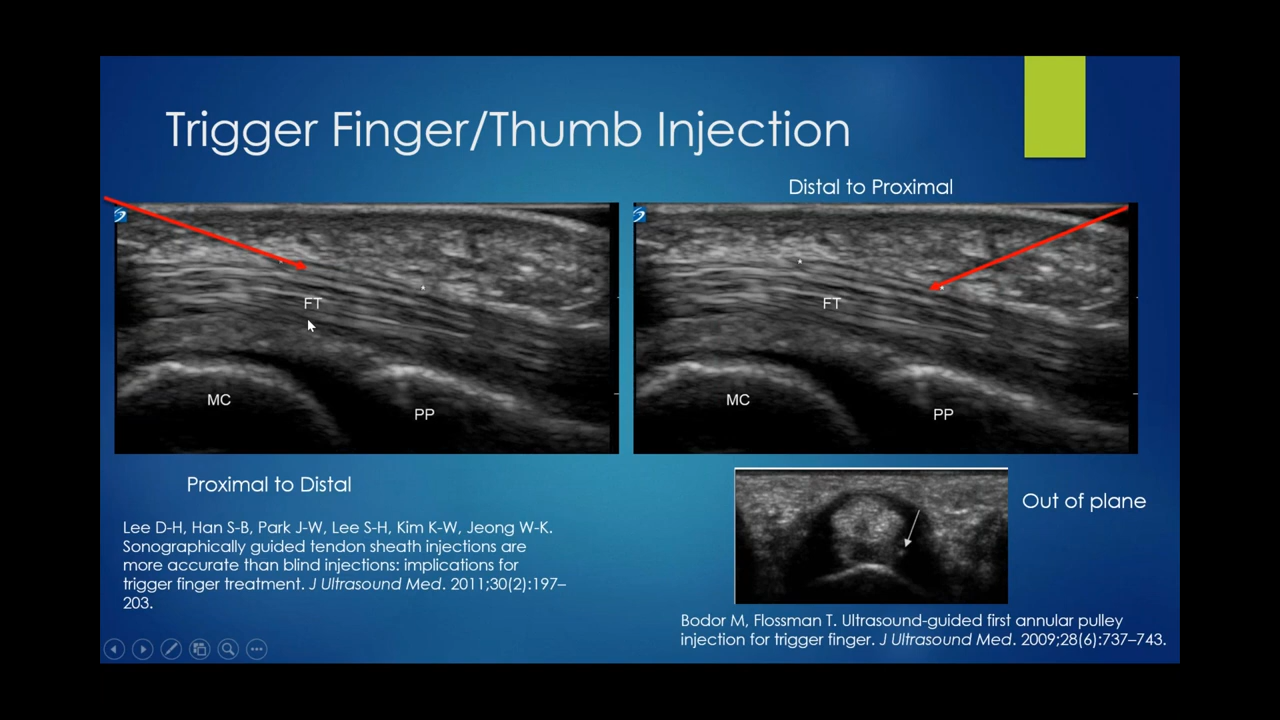 Trigger Finger/Thumb Injection
Distal to Proximal
FT
MC
PP
FT
MC
PP
Proximal to Distal
Lee D-H, Han S-B, Park J-W, Lee S-H, Kim K-W, Jeong W-K.
Sonographically guided tendon sheath injections are
more accurate than blind injections: implications for
trigger finger treatment. J Ultrasound Med. 2011;30(2):197–
203.
Out of plane
Bodor M, Flossman T. Ultrasound-guided first annular pulley
injection for trigger finger. J Ultrasound Med. 2009;28(6):737–743.